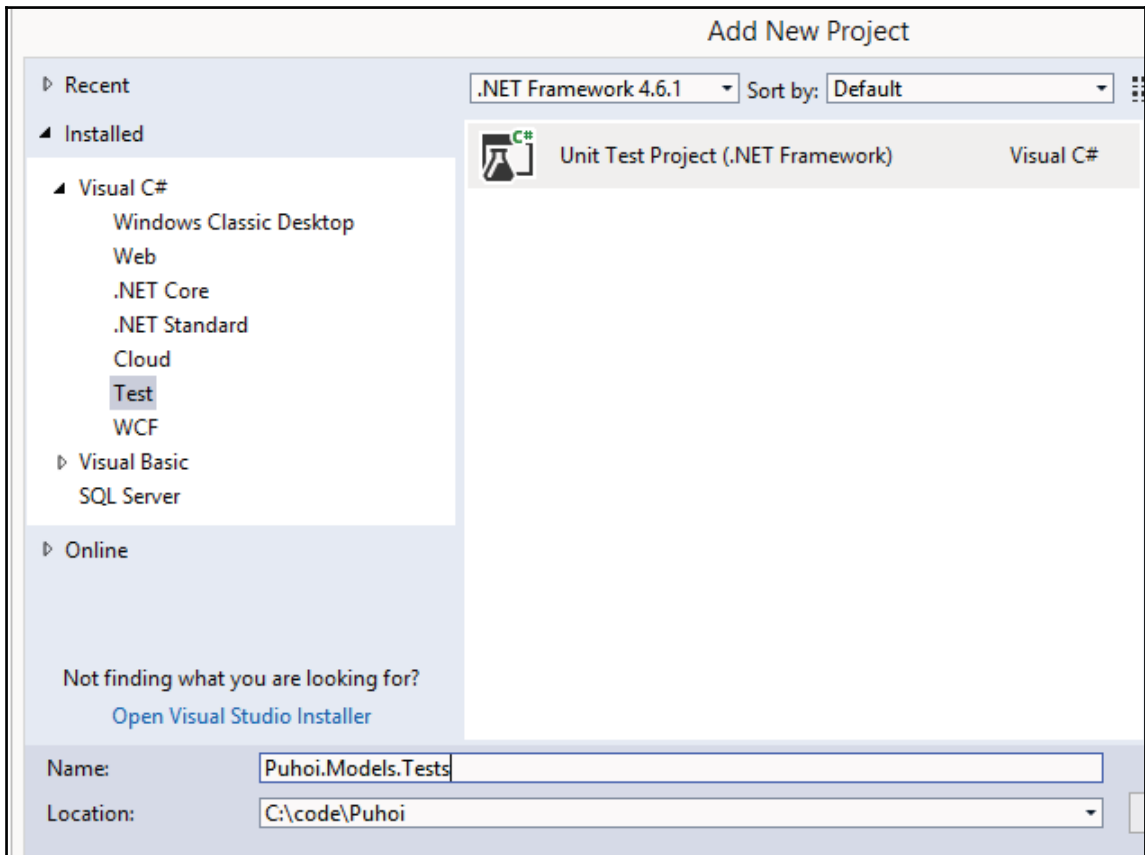 Add New Project
Recent
.NET Framework 4.6.1 Sort by: Default
Installed
C#
Unit Test Project (.NET Framework) Visual C#
Visual C#
Windows Classic Desktop
Web
.NET Core
.NET Standard
Cloud
Test
WCF
Visual Basic
SQL Server
Online
Not finding what you are looking for?
Open Visual Studio Installer
Name: Puhoi.Models.Tests
Location: C:\code\Puhoi